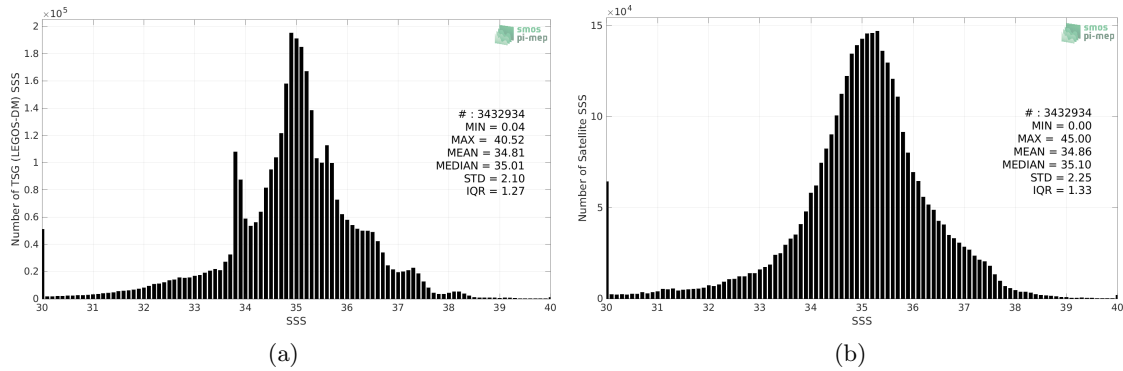 ×10⁵
2
1.8
1.6
1.4
1.2
1
0.8
0.6
0.4
0.2
0
Number of TSG (LEGOS-DM) SSS
smos
pi-mep
# : 3432934
MIN = 0.04
MAX = 40.52
MEAN = 34.81
MEDIAN = 35.01
STD = 2.10
IQR = 1.27
30 31 32 33 34 35 36 37 38 39 40
SSS
(a)
×10⁴
15
10
5
0
Number of Satellite SSS
smos
pi-mep
# : 3432934
MIN = 0.00
MAX = 45.00
MEAN = 34.86
MEDIAN = 35.10
STD = 2.25
IQR = 1.33
30 31 32 33 34 35 36 37 38 39 40
SSS
(b)